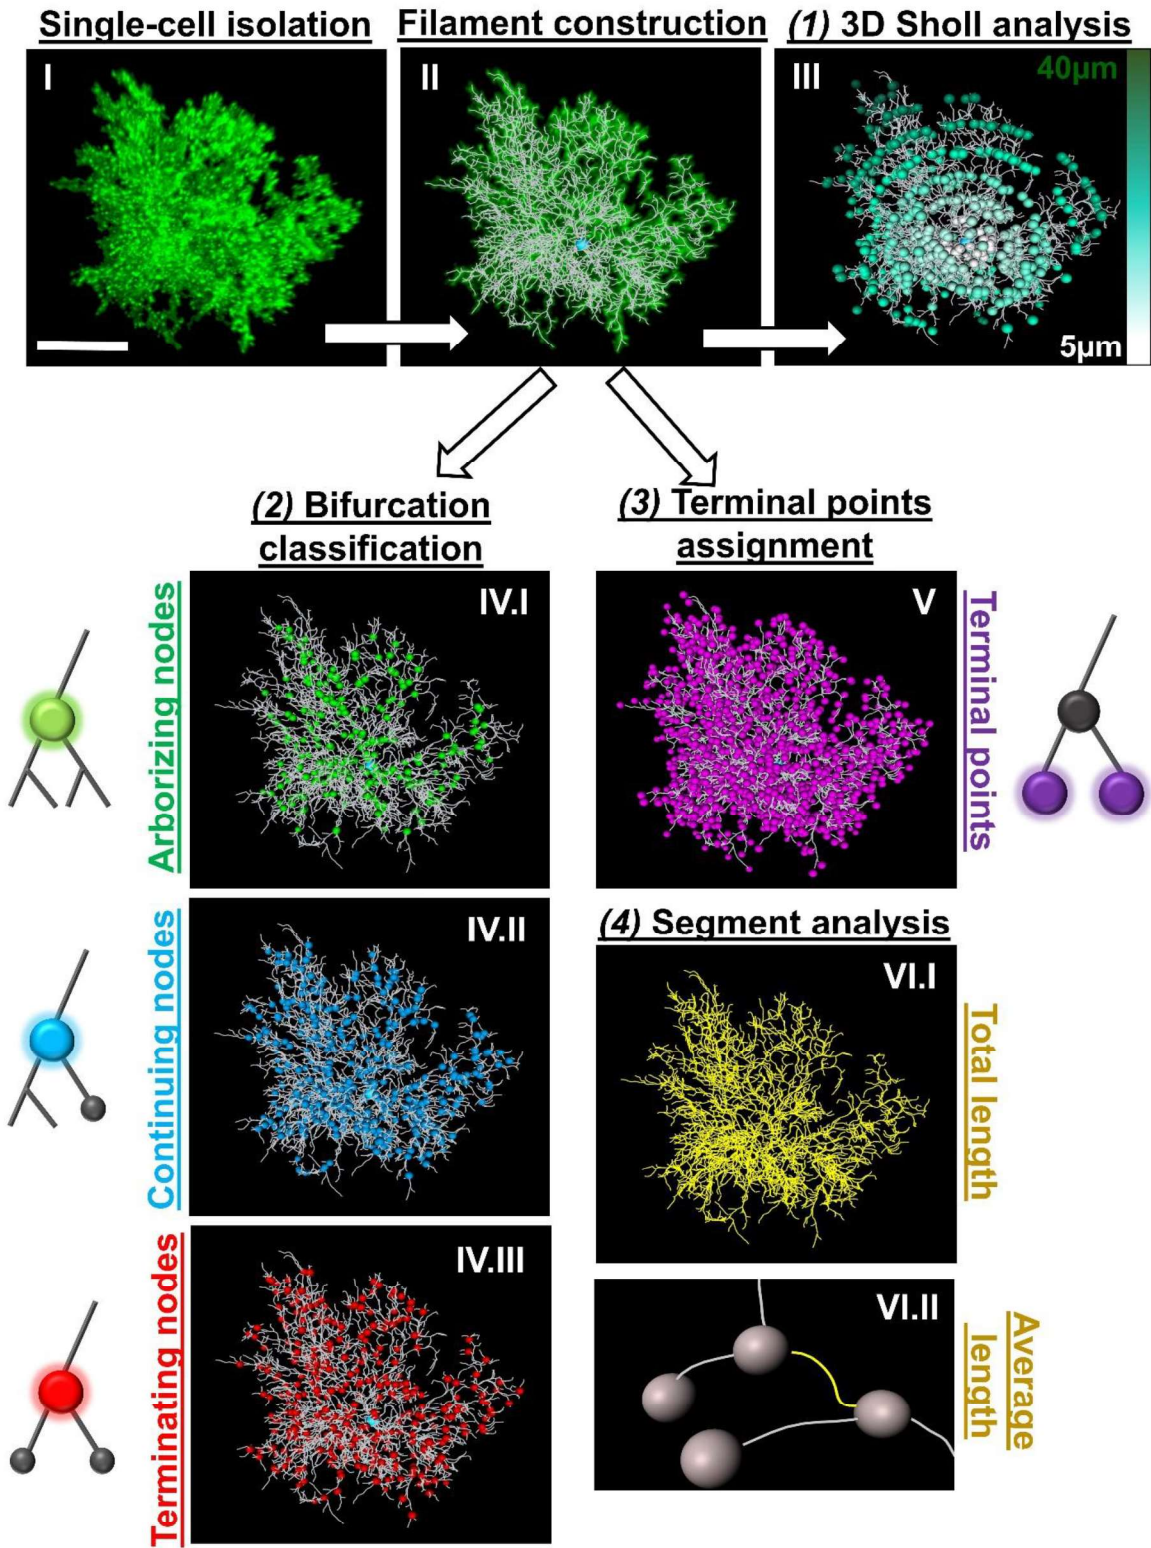 Single-cell isolation
Filament construction
(1) 3D Sholl analysis
I
II
III
40µm
5µm
(2) Bifurcation
classification
(3) Terminal points
assignment
Arborizing nodes
IV.I
V
Terminal points
Continuing nodes
IV.II
(4) Segment analysis
VI.I
Total length
Terminating nodes
IV.III
VI.II
Average
length